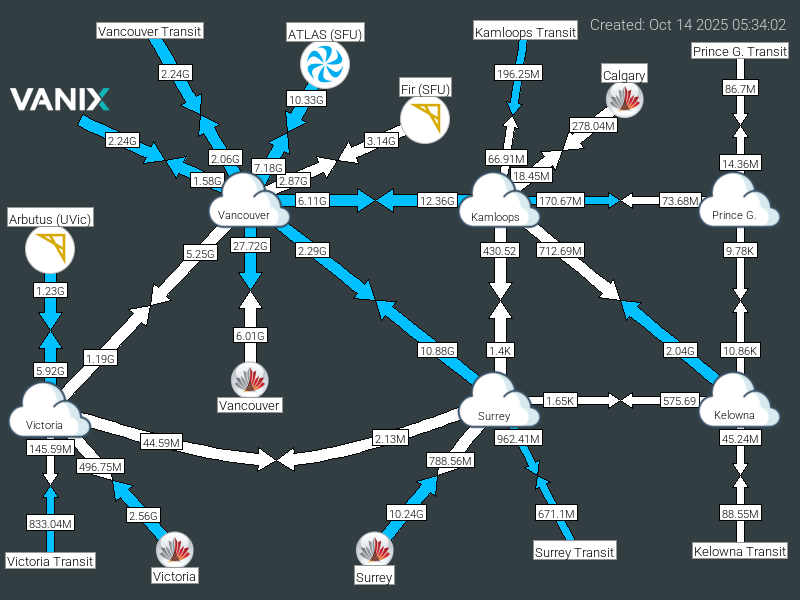 Created: Oct 14 2025 05:34:02
Vancouver Transit
ATLAS (SFU)
Kamloops Transit
Prince G. Transit
2.24G
196.25M
Calgary
86.7M
VANIX
10.33G
Fir (SFU)
2.24G
3.14G
278.04M
2.06G
7.18G
66.91M
14.36M
1.58G
2.87G
18.45M
Vancouver
6.11G
12.36G
Kamloops
170.67M
73.68M
Prince G.
Arbutus (UVic)
5.25G
27.72G
2.29G
430.52
712.69M
9.78K
1.23G
6.01G
1.19G
10.88G
1.4K
2.04G
10.86K
5.92G
Vancouver
1.65K
575.69
Victoria
Surrey
Kelowna
145.59M
44.59M
2.13M
962.41M
45.24M
496.75M
788.56M
833.04M
2.56G
10.24G
671.1M
88.55M
Victoria Transit
Victoria
Surrey
Surrey Transit
Kelowna Transit